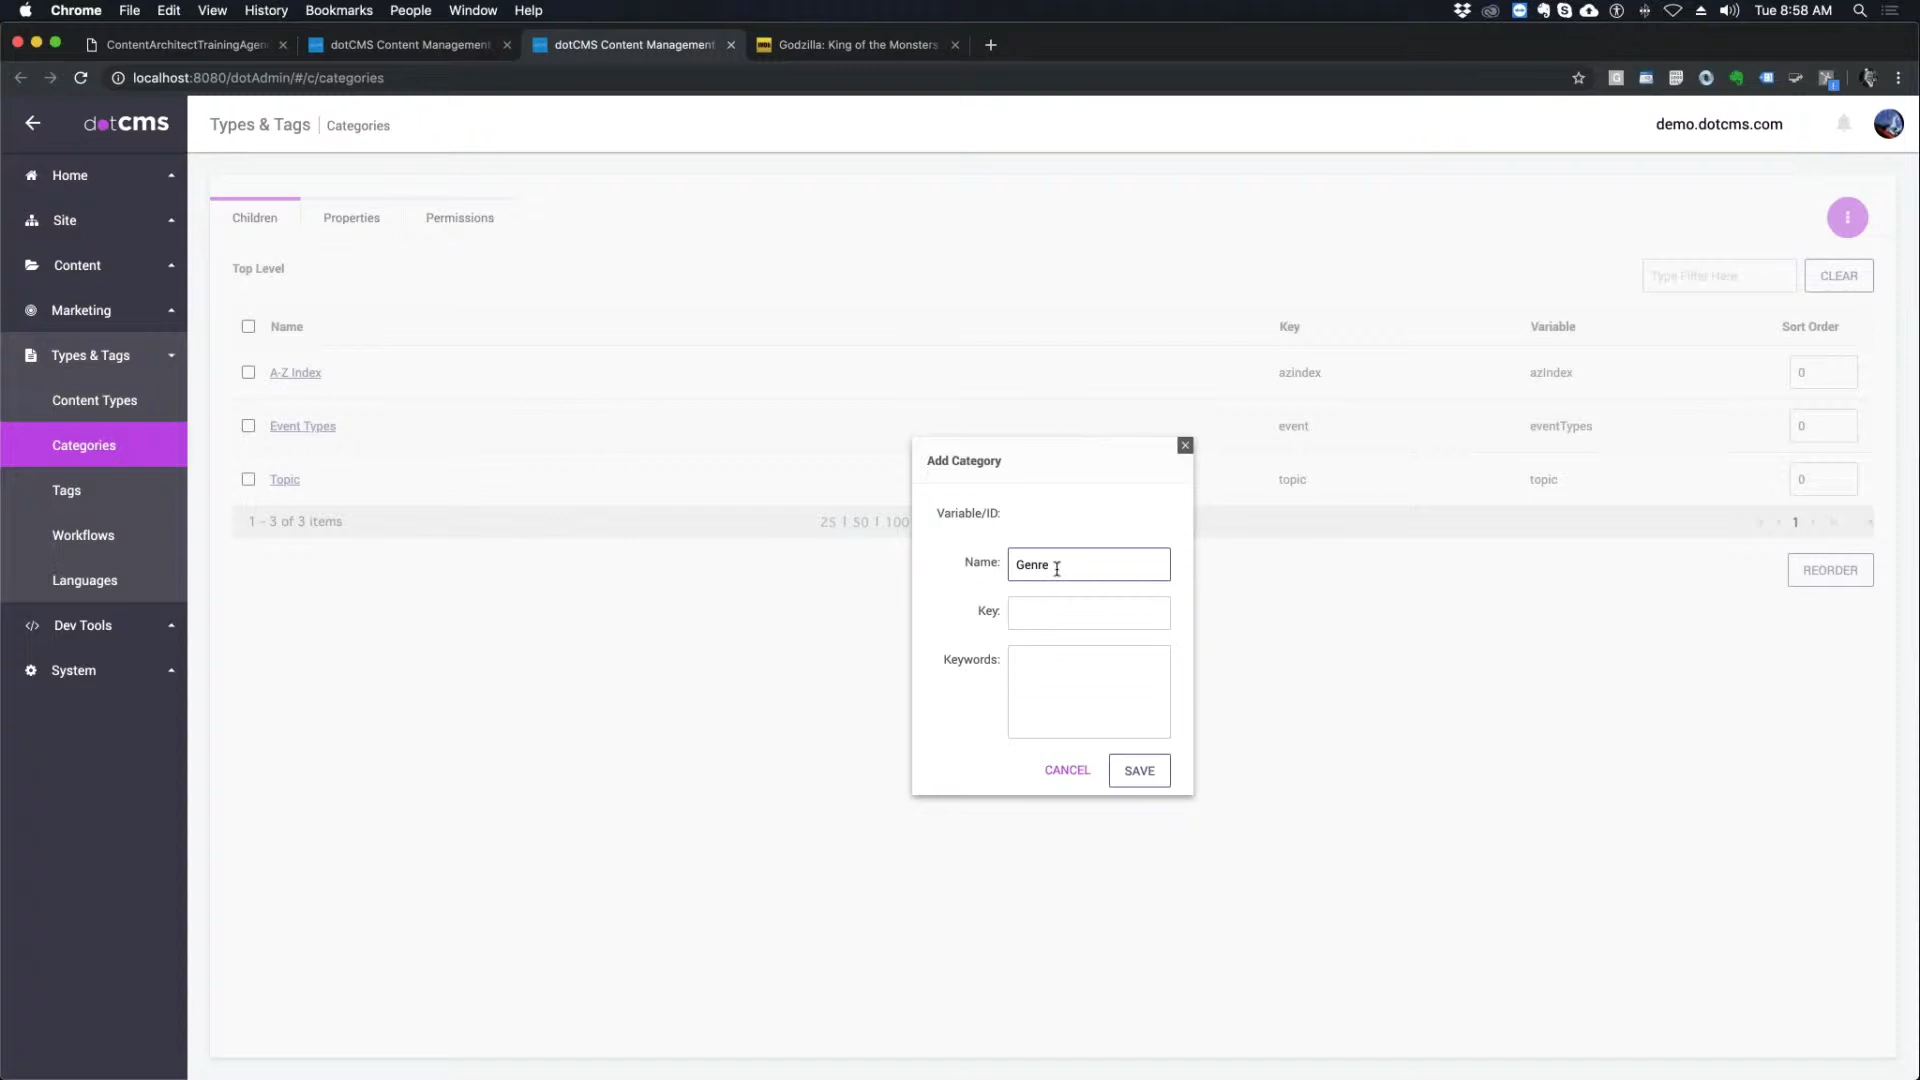 Chrome File Edit View History Bookmarks People Window Help Tue 8:58 AM
ContentArchitectTrainingAgen dotCMS Content Management dotCMS Content Management Godzilla: King of the Monsters
localhost:8080/dotAdmin/#/c/categories
dotCMS Types & Tags Categories demo.dotcms.com
Home
Site
Content
Marketing
Types & Tags
Content Types
Categories
Tags
Workflows
Languages
Dev Tools
System
Children Properties Permissions
Top Level Type Filter Here CLEAR
Name Key Variable Sort Order
A-Z Index azindex azIndex 0
Event Types event eventTypes 0
Topic topic topic 0
1 - 3 of 3 items 25 | 50 | 100 1
REORDER
Add Category
Variable/ID:
Name: Genre
Key:
Keywords:
CANCEL SAVE